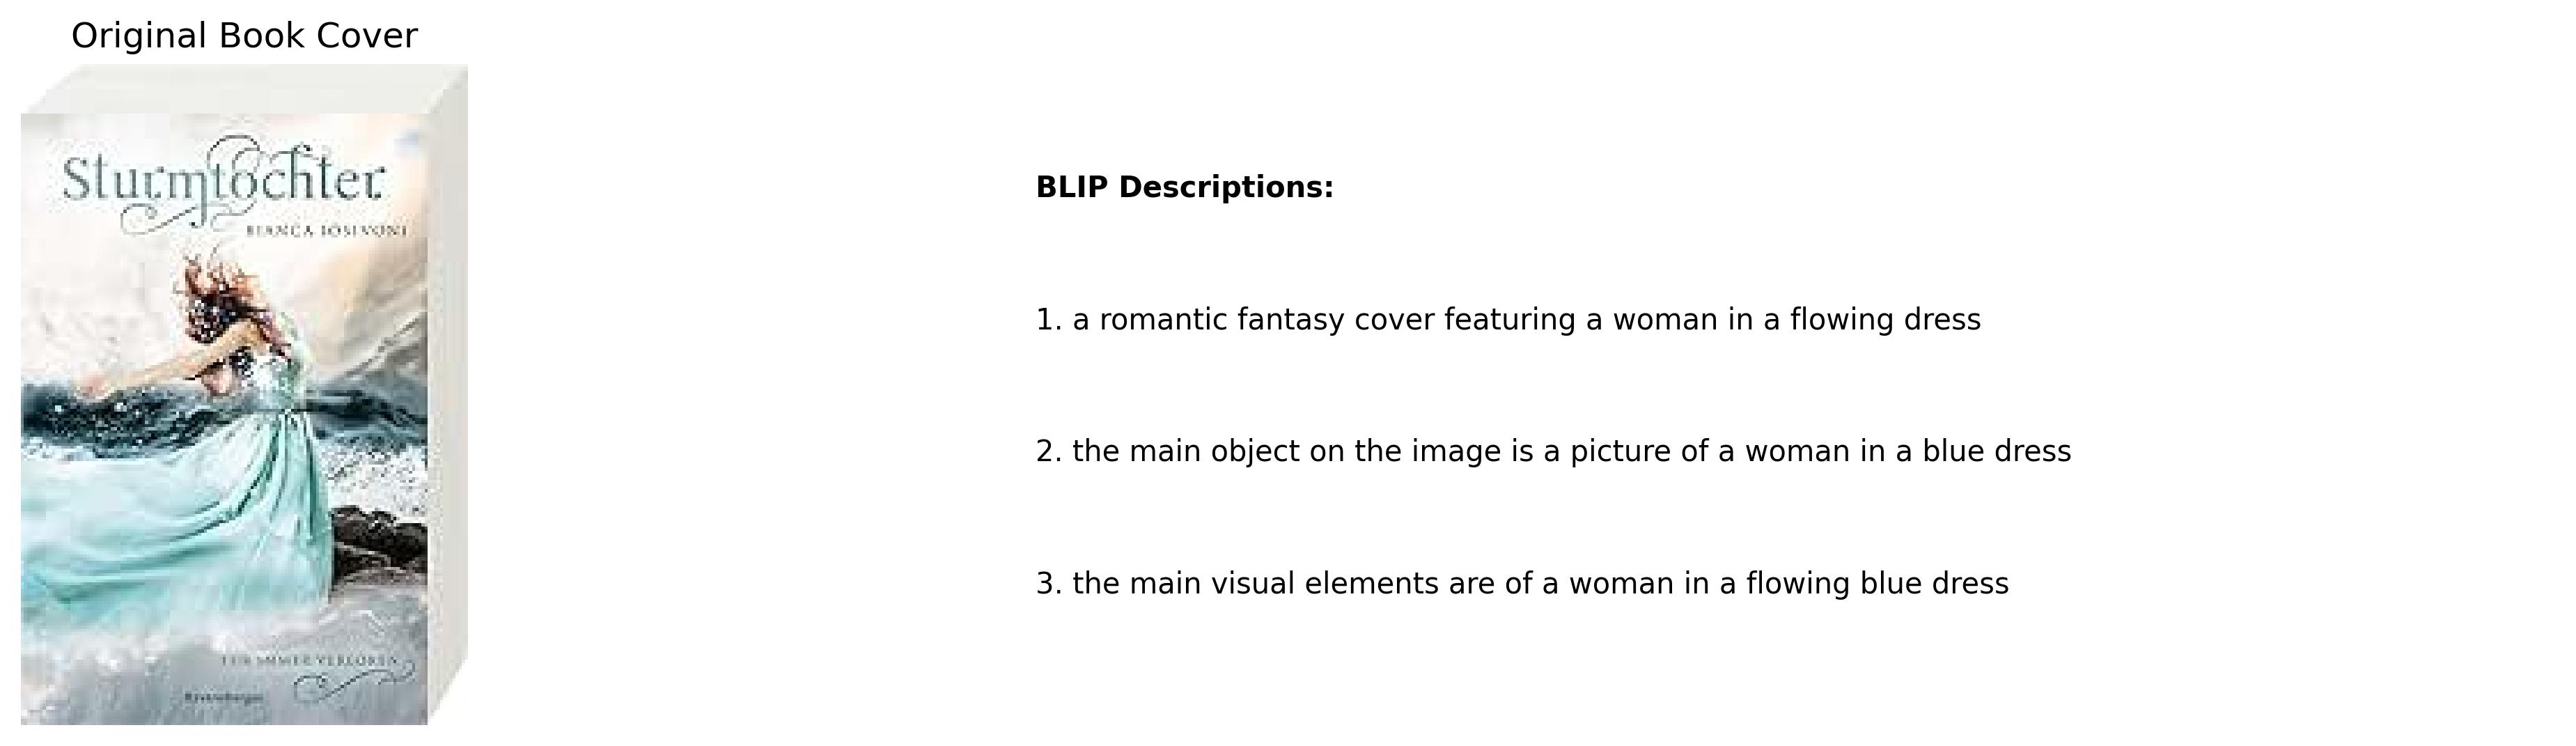 Original Book Cover
Sturmtochter
BIANCA IOSIVONI
FÜR IMMER VERLOREN
Ravensburger
BLIP Descriptions:
1. a romantic fantasy cover featuring a woman in a flowing dress
2. the main object on the image is a picture of a woman in a blue dress
3. the main visual elements are of a woman in a flowing blue dress